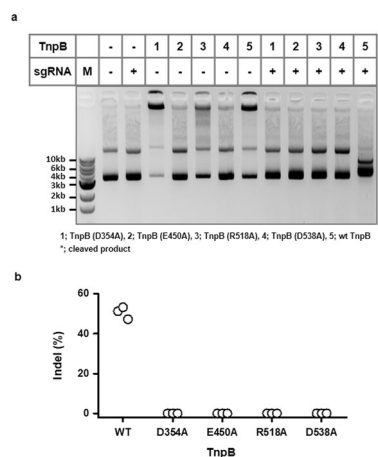 a
TnpB - - 1 2 3 4 5 1 2 3 4 5
sgRNA M - + - - - - - + + + + +
10kb
6kb
4kb
3kb
2kb
1kb
1; TnpB (D354A), 2; TnpB (E450A), 3; TnpB (R518A), 4; TnpB (D538A), 5; wt TnpB
*; cleaved product
b
60
40
20
0
Indel (%)
WT D354A E450A R518A D538A
TnpB